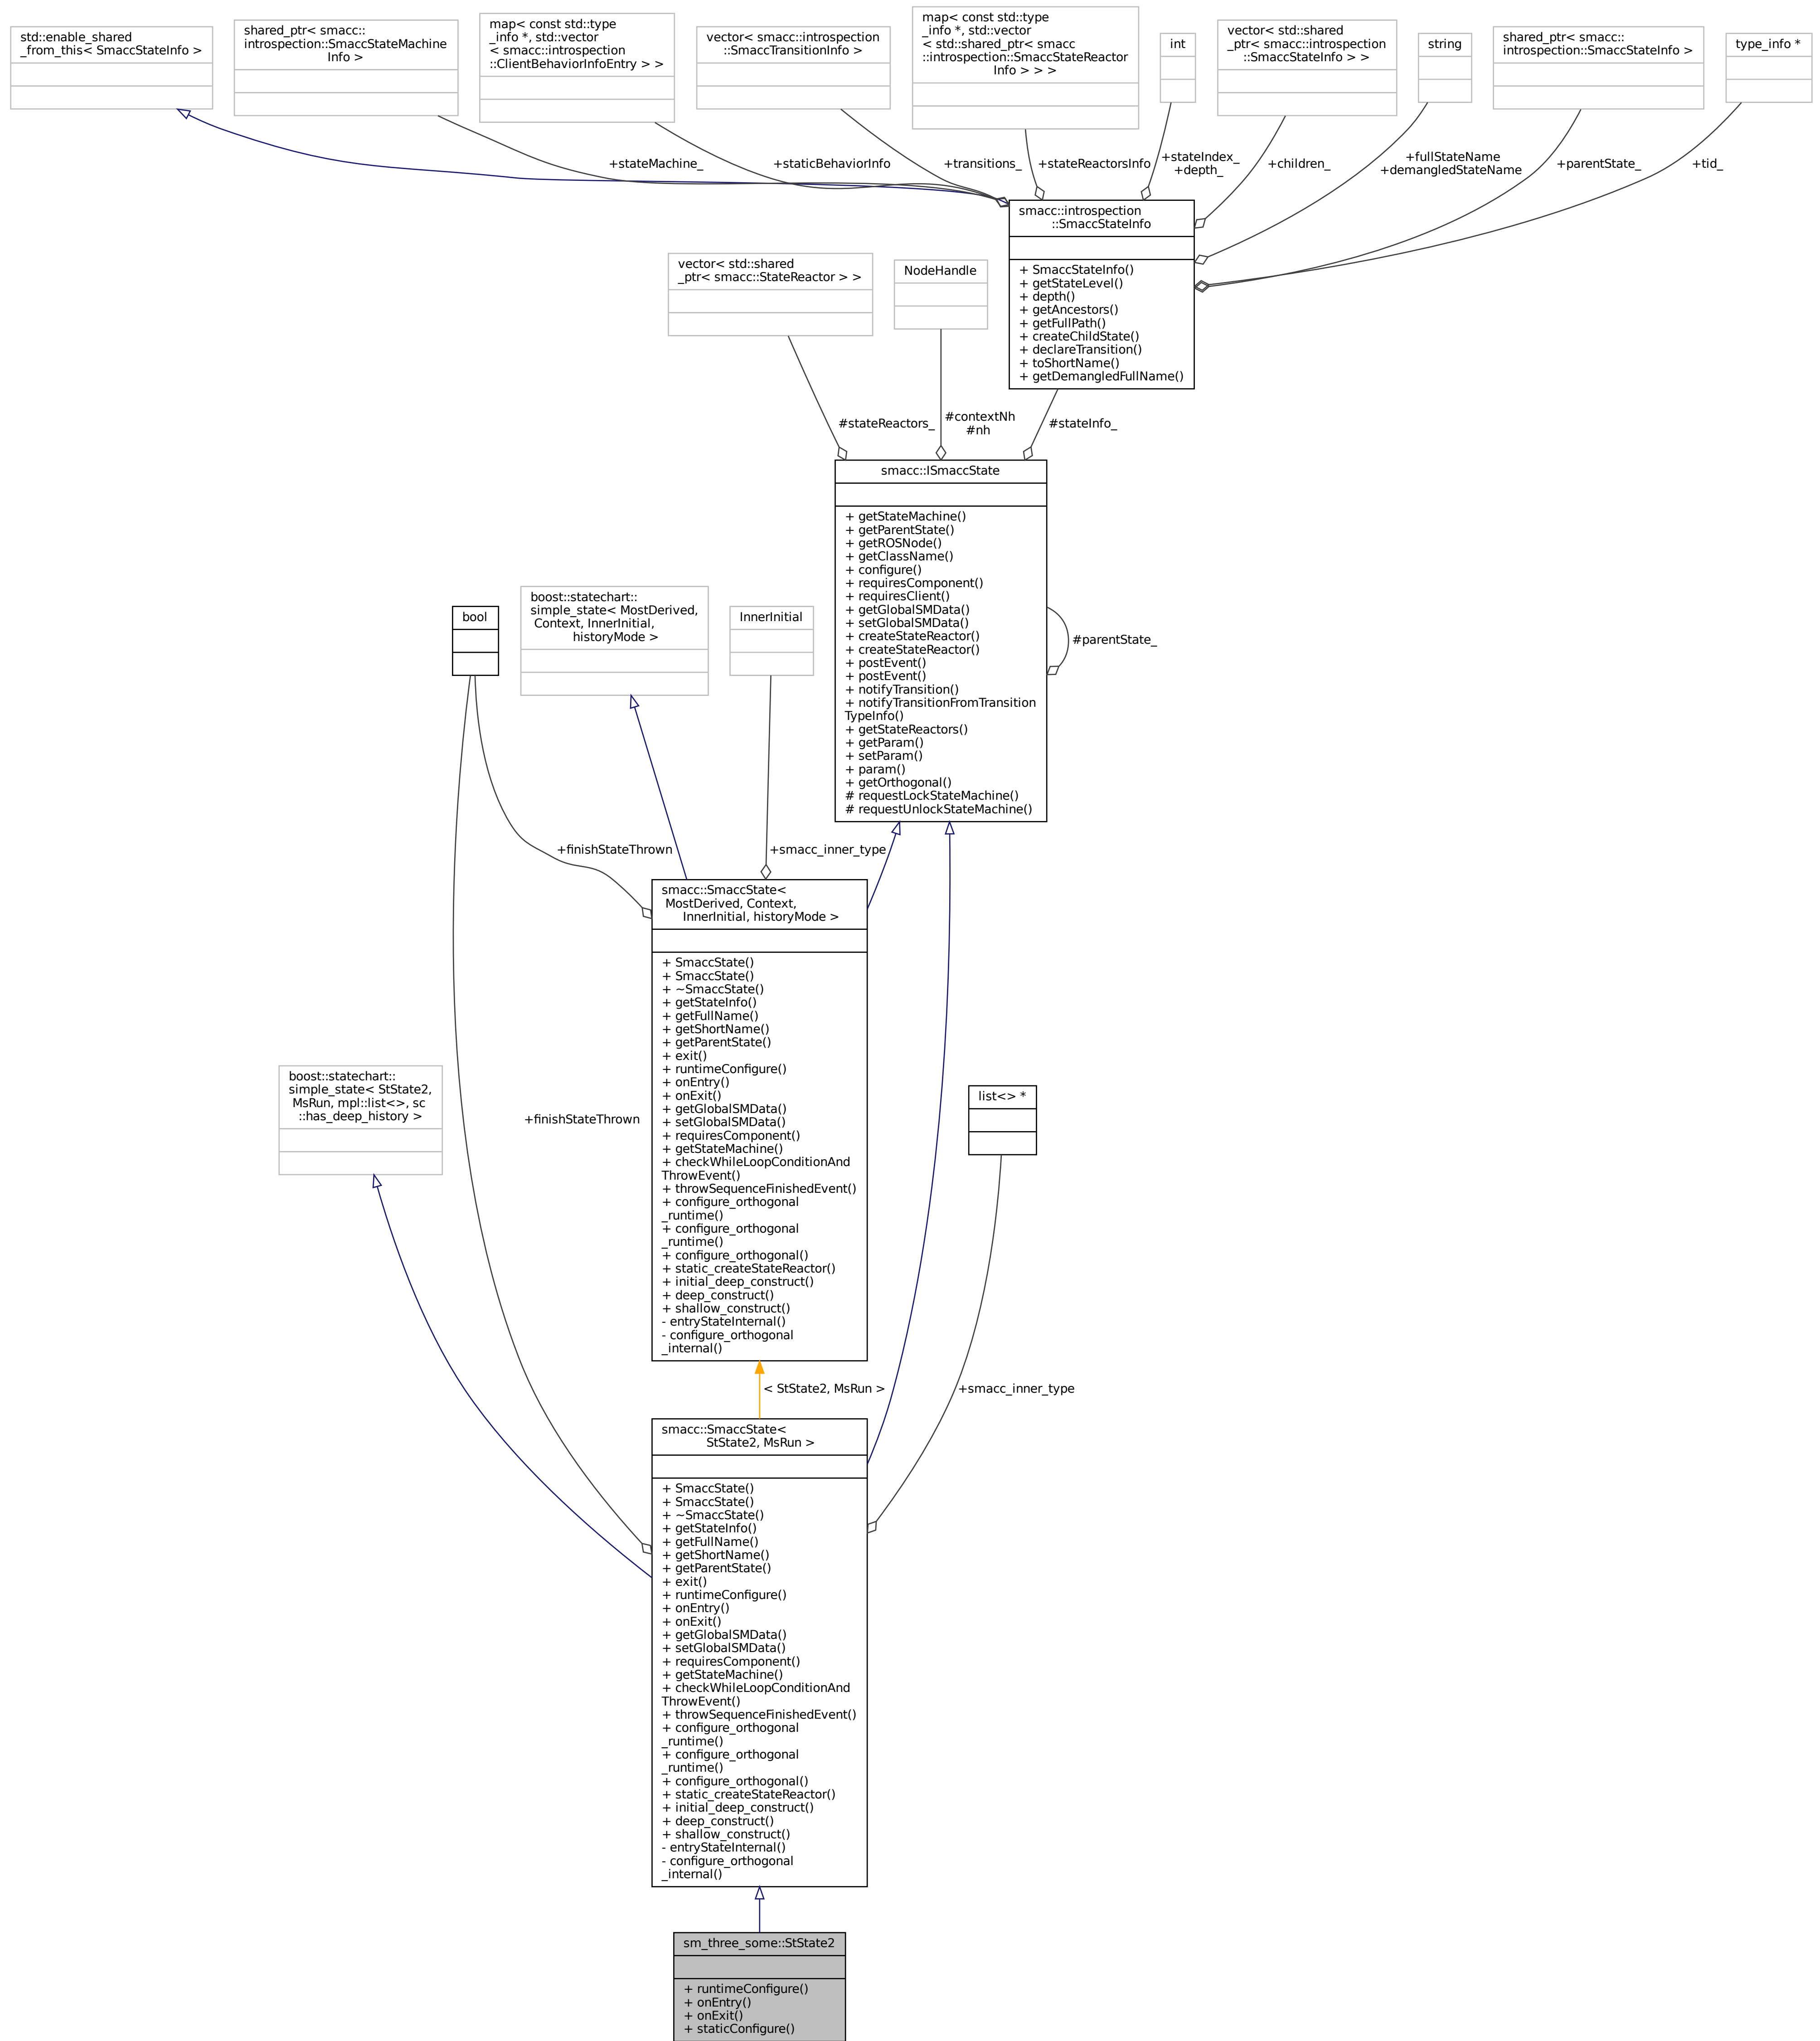 std::enable_shared
_from_this< SmaccStateInfo >
shared_ptr< smacc::
introspection::SmaccStateMachine
Info >
map< const std::type
_info *, std::vector
< smacc::introspection
::ClientBehaviorInfoEntry > >
vector< smacc::introspection
::SmaccTransitionInfo >
map< const std::type
_info *, std::vector
< std::shared_ptr< smacc
::introspection::SmaccStateReactor
Info > > >
int
vector< std::shared
_ptr< smacc::introspection
::SmaccStateInfo > >
string
shared_ptr< smacc::
introspection::SmaccStateInfo >
type_info *
+stateMachine_
+staticBehaviorInfo
+transitions_
+stateReactorsInfo
+stateIndex_
+depth_
+children_
+fullStateName
+demangledStateName
+parentState_
+tid_
smacc::introspection
::SmaccStateInfo
+ SmaccStateInfo()
+ getStateLevel()
+ depth()
+ getAncestors()
+ getFullPath()
+ createChildState()
+ declareTransition()
+ toShortName()
+ getDemangledFullName()
vector< std::shared
_ptr< smacc::StateReactor > >
NodeHandle
#stateReactors_
#contextNh
#nh
#stateInfo_
smacc::ISmaccState
+ getStateMachine()
+ getParentState()
+ getROSNode()
+ getClassName()
+ configure()
+ requiresComponent()
+ requiresClient()
+ getGlobalSMData()
+ setGlobalSMData()
+ createStateReactor()
+ createStateReactor()
+ postEvent()
+ postEvent()
+ notifyTransition()
+ notifyTransitionFromTransition
TypeInfo()
+ getStateReactors()
+ getParam()
+ setParam()
+ param()
+ getOrthogonal()
# requestLockStateMachine()
# requestUnlockStateMachine()
#parentState_
bool
boost::statechart::
simple_state< MostDerived,
Context, InnerInitial,
historyMode >
InnerInitial
+finishStateThrown
+smacc_inner_type
smacc::SmaccState<
MostDerived, Context,
InnerInitial, historyMode >
+ SmaccState()
+ SmaccState()
+ ~SmaccState()
+ getStateInfo()
+ getFullName()
+ getShortName()
+ getParentState()
+ exit()
+ runtimeConfigure()
+ onEntry()
+ onExit()
+ getGlobalSMData()
+ setGlobalSMData()
+ requiresComponent()
+ getStateMachine()
+ checkWhileLoopConditionAnd
ThrowEvent()
+ throwSequenceFinishedEvent()
+ configure_orthogonal
_runtime()
+ configure_orthogonal
_runtime()
+ configure_orthogonal()
+ static_createStateReactor()
+ initial_deep_construct()
+ deep_construct()
+ shallow_construct()
- entryStateInternal()
- configure_orthogonal
_internal()
boost::statechart::
simple_state< StState2,
MsRun, mpl::list<>, sc
::has_deep_history >
+finishStateThrown
list<> *
< StState2, MsRun >
+smacc_inner_type
smacc::SmaccState<
StState2, MsRun >
+ SmaccState()
+ SmaccState()
+ ~SmaccState()
+ getStateInfo()
+ getFullName()
+ getShortName()
+ getParentState()
+ exit()
+ runtimeConfigure()
+ onEntry()
+ onExit()
+ getGlobalSMData()
+ setGlobalSMData()
+ requiresComponent()
+ getStateMachine()
+ checkWhileLoopConditionAnd
ThrowEvent()
+ throwSequenceFinishedEvent()
+ configure_orthogonal
_runtime()
+ configure_orthogonal
_runtime()
+ configure_orthogonal()
+ static_createStateReactor()
+ initial_deep_construct()
+ deep_construct()
+ shallow_construct()
- entryStateInternal()
- configure_orthogonal
_internal()
sm_three_some::StState2
+ runtimeConfigure()
+ onEntry()
+ onExit()
+ staticConfigure()